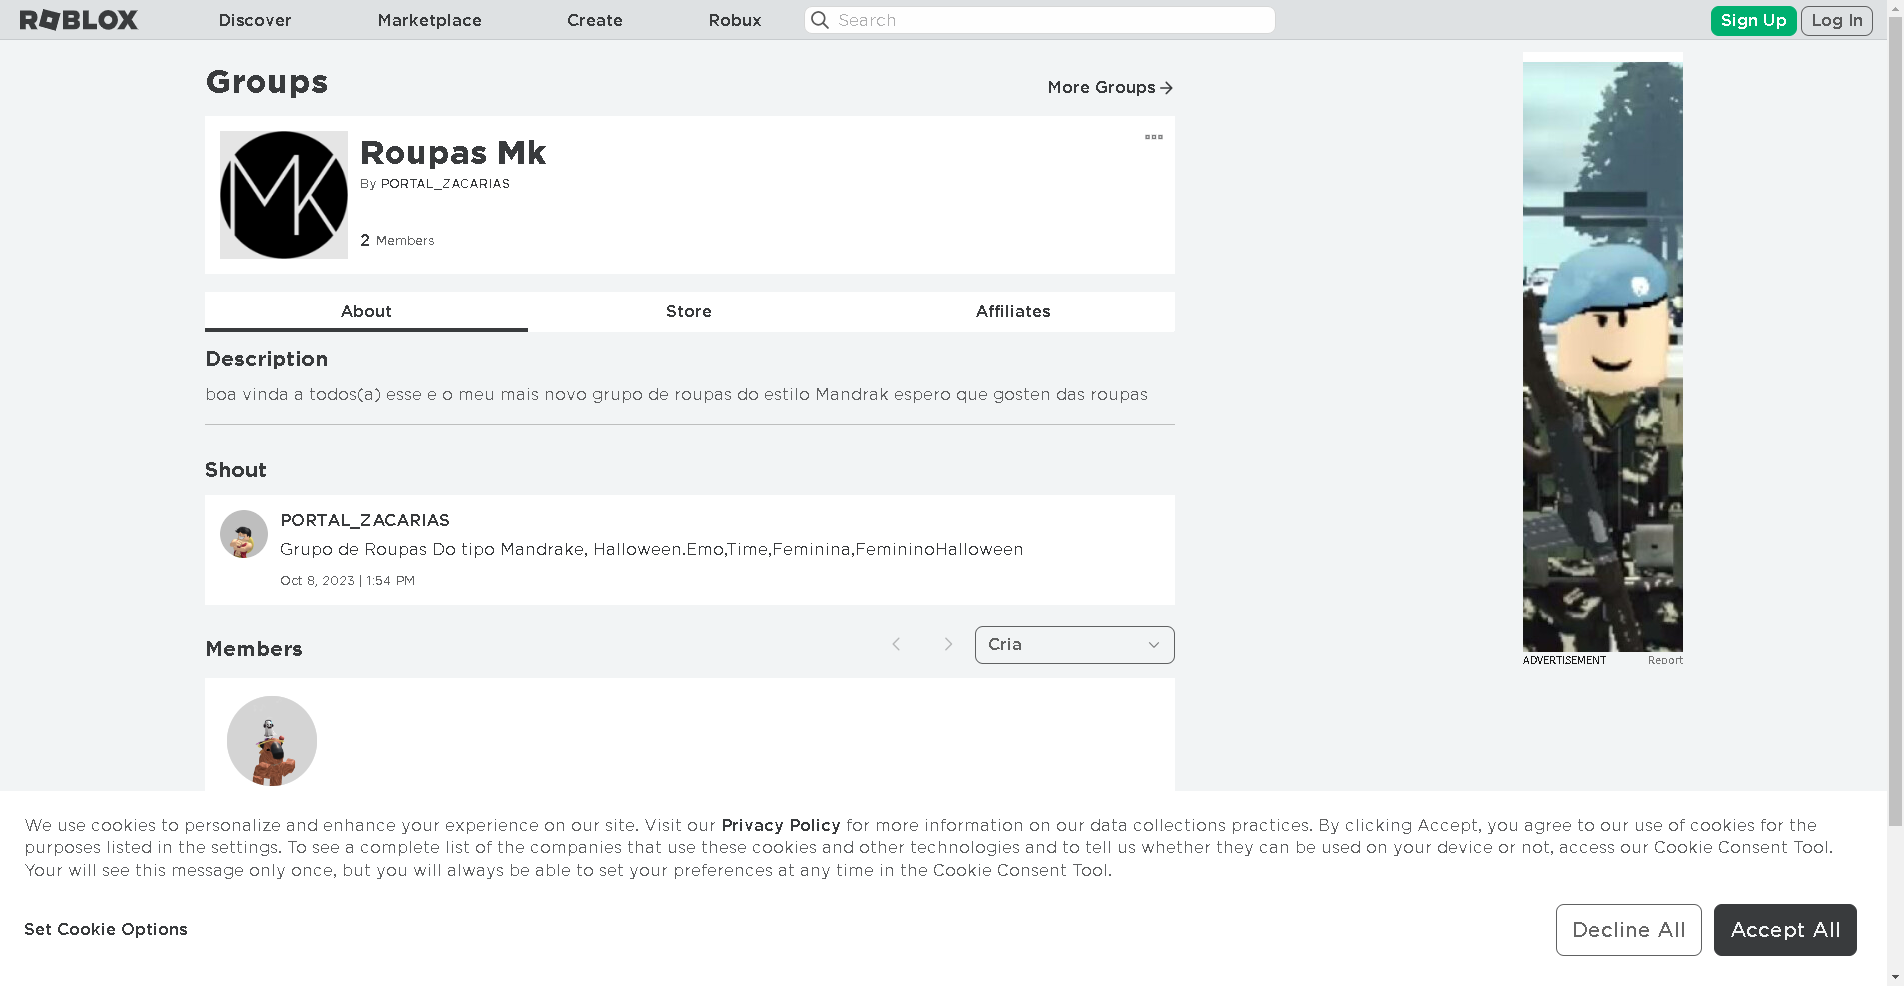 ROBLOX
Discover
Marketplace
Create
Robux
Search
Sign Up
Log In
Groups
More Groups
MK
Roupas Mk
By PORTAL_ZACARIAS
2 Members
About
Store
Affiliates
Description
boa vinda a todos(a) esse e o meu mais novo grupo de roupas do estilo Mandrak espero que gosten das roupas
Shout
PORTAL_ZACARIAS
Grupo de Roupas Do tipo Mandrake, Halloween.Emo,Time,Feminina,FemininoHalloween
Oct 8, 2023 | 1:54 PM
Members
Cria
ADVERTISEMENT
Report
We use cookies to personalize and enhance your experience on our site. Visit our Privacy Policy for more information on our data collections practices. By clicking Accept, you agree to our use of cookies for the
purposes listed in the settings. To see a complete list of the companies that use these cookies and other technologies and to tell us whether they can be used on your device or not, access our Cookie Consent Tool.
Your will see this message only once, but you will always be able to set your preferences at any time in the Cookie Consent Tool.
Set Cookie Options
Decline All
Accept All